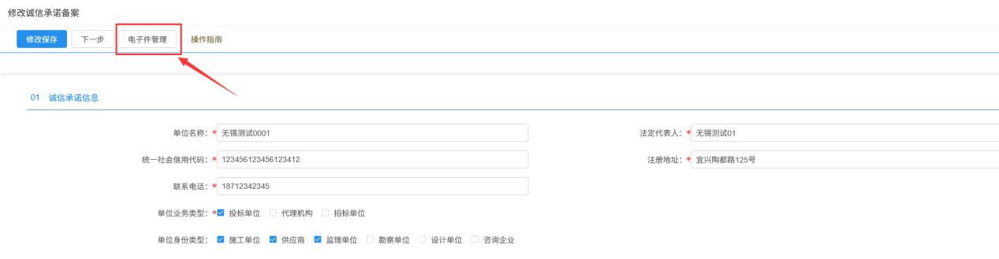 修改诚信承诺备案
修改保存 下一步 电子件管理 操作指南
01 诚信承诺信息
单位名称：* 无锡测试0001 法定代表人：* 无锡测试01
统一社会信用代码：* 123456123456123412 注册地址：* 宜兴陶都路125号
联系电话：* 18712342345
单位业务类型：* 投标单位 代理机构 招标单位
单位身份类型： 施工单位 供应商 监理单位 勘察单位 设计单位 咨询企业